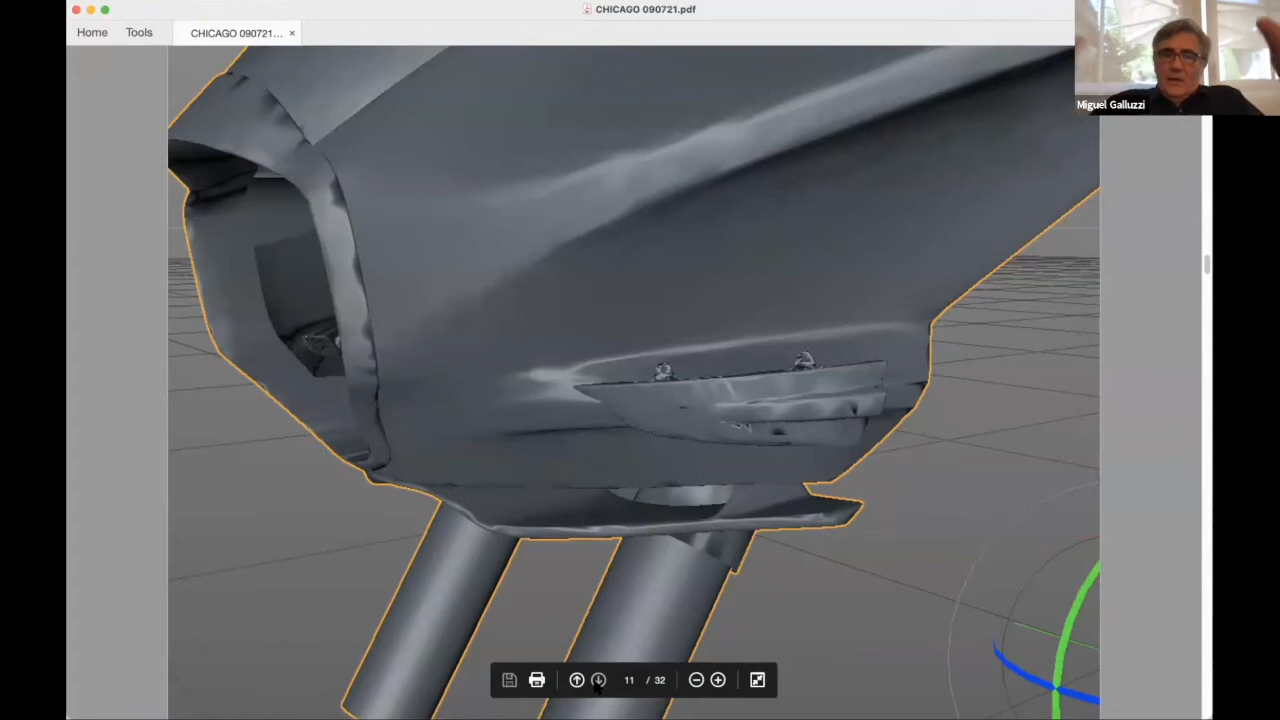 CHICAGO 090721.pdf
Home
Tools
CHICAGO 090721...
Miguel Galluzzi
11 / 32